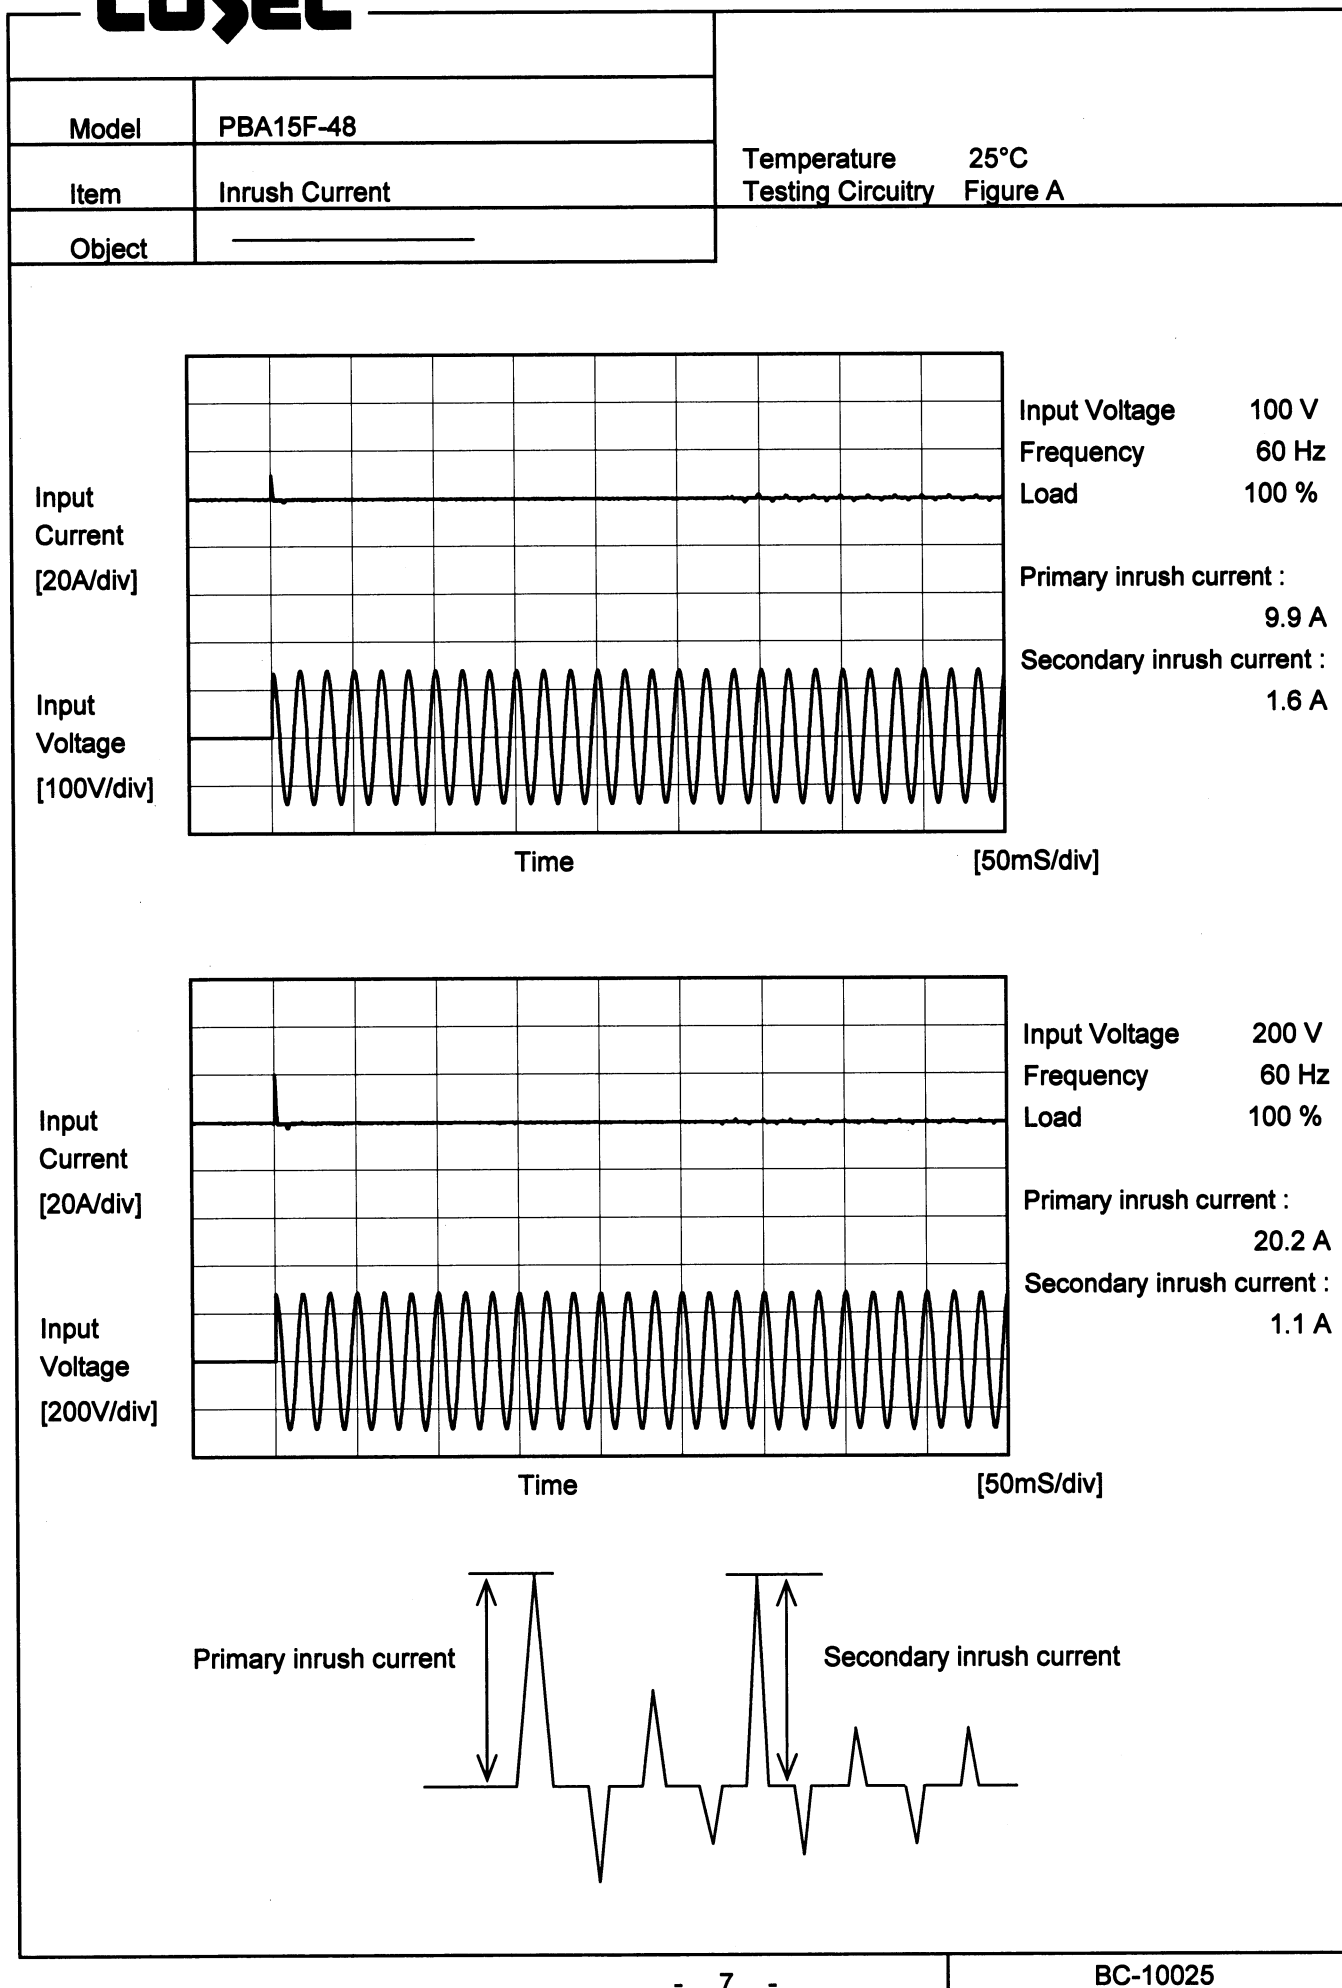 COSEL
Model PBA15F-48
Item Inrush Current
Object
Temperature 25°C
Testing Circuitry Figure A
Input
Current
[20A/div]
Input
Voltage
[100V/div]
Time [50mS/div]
Input Voltage 100 V
Frequency 60 Hz
Load 100 %
Primary inrush current :
9.9 A
Secondary inrush current :
1.6 A
Input
Current
[20A/div]
Input
Voltage
[200V/div]
Time [50mS/div]
Input Voltage 200 V
Frequency 60 Hz
Load 100 %
Primary inrush current :
20.2 A
Secondary inrush current :
1.1 A
Primary inrush current
Secondary inrush current
- 7 -
BC-10025